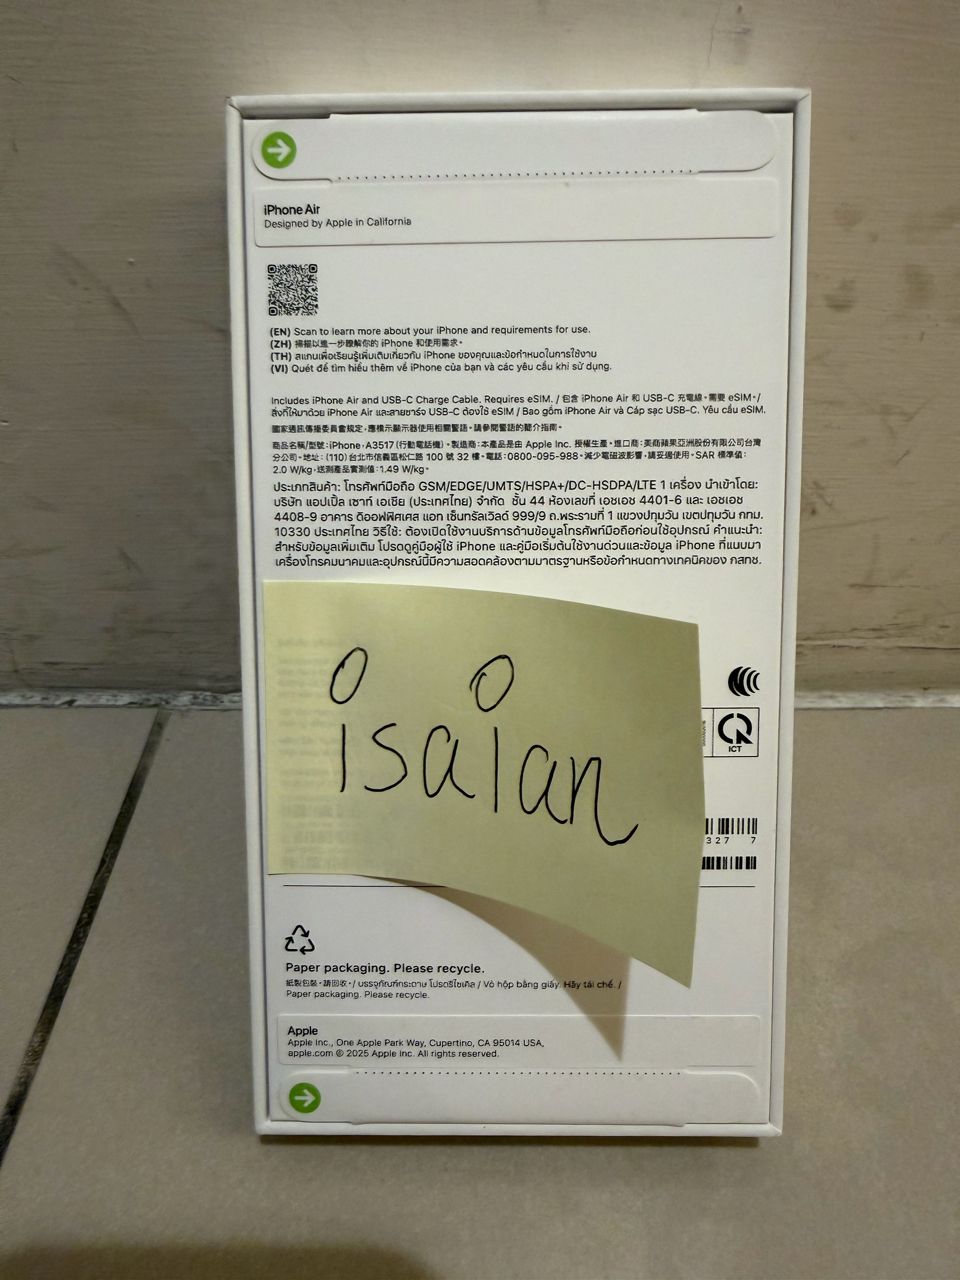 iPhone Air
Designed by Apple in California
(EN) Scan to learn more about your iPhone and requirements for use.
(ZH) 掃描以進一步瞭解你的 iPhone 和使用需求。
(TH) สแกนเพื่อเรียนรู้เพิ่มเติมเกี่ยวกับ iPhone ของคุณและข้อกำหนดในการใช้งาน
(VI) Quét để tìm hiểu thêm về iPhone của bạn và các yêu cầu khi sử dụng.
Includes iPhone Air and USB-C Charge Cable. Requires eSIM. / 包含 iPhone Air 和 USB-C 充電線。需要 eSIM。/
สิ่งที่ให้มาด้วย iPhone Air และสายชาร์จ USB-C ต้องใช้ eSIM / Bao gồm iPhone Air và Cáp sạc USB-C. Yêu cầu eSIM.
國家通訊傳播委員會規定，應標示顯示器使用相關警語。請參閱警語的簡介指南。
商品名稱/型號：iPhone，A3517 (行動電話機)。製造商：本產品是由 Apple Inc. 授權生產。進口商：美商蘋果亞洲股份有限公司台灣
分公司。地址：(110) 台北市信義區松仁路 100 號 32 樓。電話：0800-095-988。減少電磁波影響，請妥適使用。SAR 標準值：
2.0 W/kg，送測產品實測值：1.49 W/kg。
ประเภทสินค้า: โทรศัพท์มือถือ GSM/EDGE/UMTS/HSPA+/DC-HSDPA/LTE 1 เครื่อง นำเข้าโดย:
บริษัท แอปเปิ้ล เซาท์ เอเชีย (ประเทศไทย) จำกัด ชั้น 44 ห้องเลขที่ เอชเอช 4401-6 และ เอชเอช
4408-9 อาคาร ดิออฟฟิศเศส แอท เซ็นทรัลเวิลด์ 999/9 ถ.พระรามที่ 1 แขวงปทุมวัน เขตปทุมวัน กทม.
10330 ประเทศไทย วิธีใช้: ต้องเปิดใช้งานบริการด้านข้อมูลโทรศัพท์มือถือก่อนใช้อุปกรณ์ คำแนะนำ:
สำหรับข้อมูลเพิ่มเติม โปรดดูคู่มือผู้ใช้ iPhone และคู่มือเริ่มต้นใช้งานด่วนและข้อมูล iPhone ที่แนบมา
เครื่องโทรคมนาคมและอุปกรณ์นี้มีความสอดคล้องตามมาตรฐานหรือข้อกำหนดทางเทคนิคของ กสทช.
isaian
ICT
327 7
Paper packaging. Please recycle.
紙製包裝，請回收。/ บรรจุภัณฑ์กระดาษ โปรดรีไซเคิล / Vỏ hộp bằng giấy. Hãy tái chế. /
Paper packaging. Please recycle.
Apple
Apple Inc., One Apple Park Way, Cupertino, CA 95014 USA,
apple.com © 2025 Apple Inc. All rights reserved.